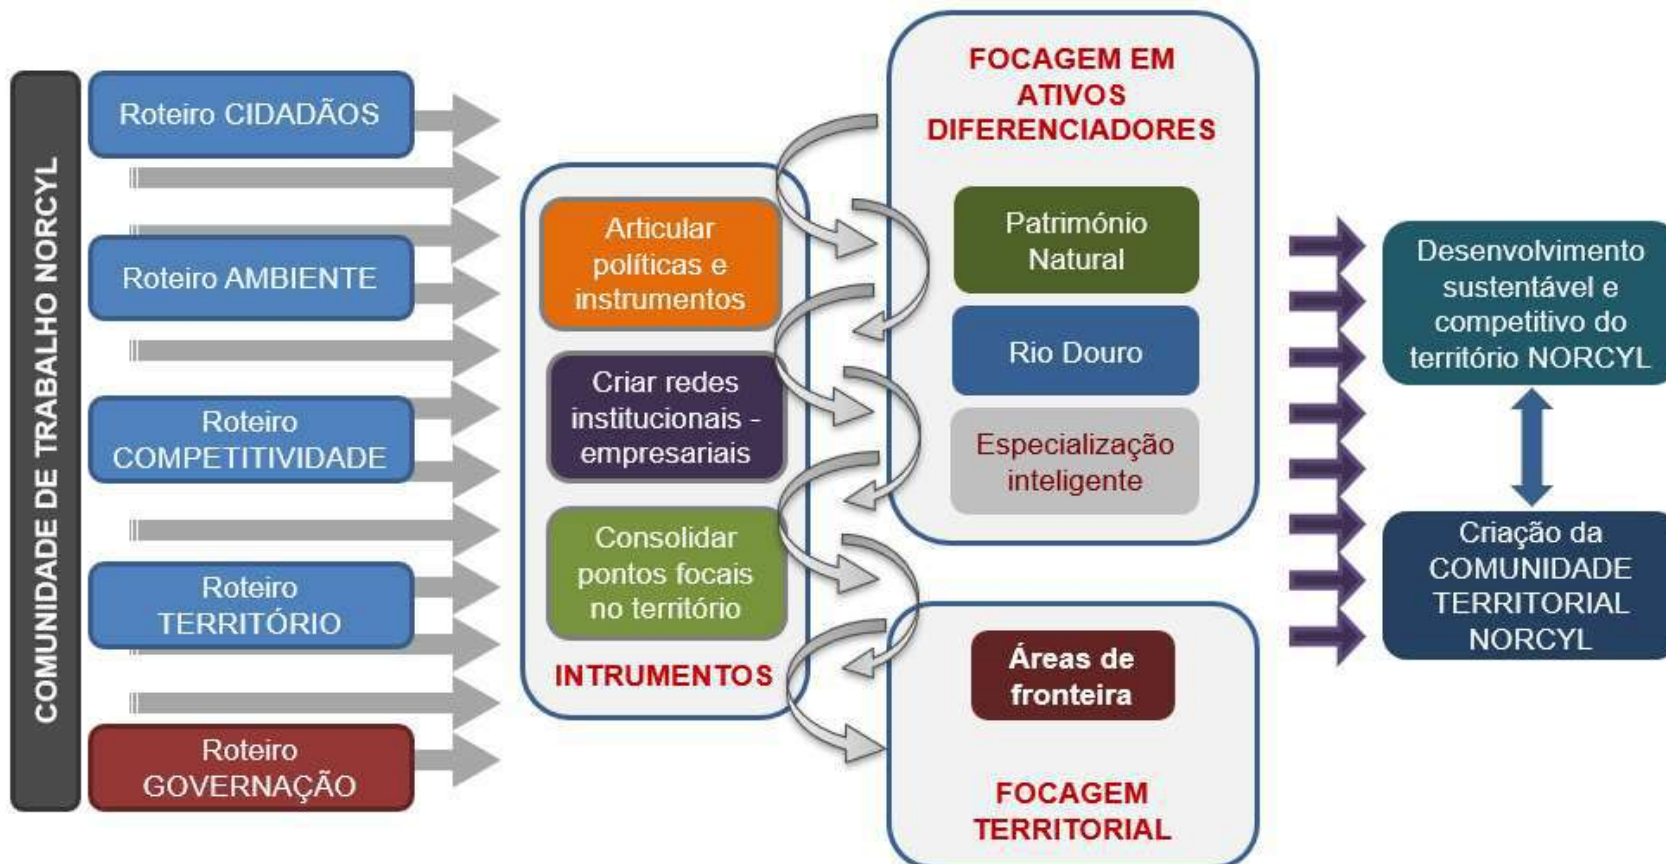 COMUNIDADE DE TRABALHO NORCYL
Roteiro CIDADÃOS
Roteiro AMBIENTE
Roteiro
COMPETITIVIDADE
Roteiro
TERRITÓRIO
Roteiro
GOVERNAÇÃO
Articular
políticas e
instrumentos
Criar redes
institucionais -
empresariais
Consolidar
pontos focais
no território
INTRUMENTOS
FOCAGEM EM
ATIVOS
DIFERENCIADORES
Património
Natural
Rio Douro
Especialização
inteligente
Áreas de
fronteira
FOCAGEM
TERRITORIAL
Desenvolvimento
sustentável e
competitivo do
território NORCYL
Criação da
COMUNIDADE
TERRITORIAL
NORCYL